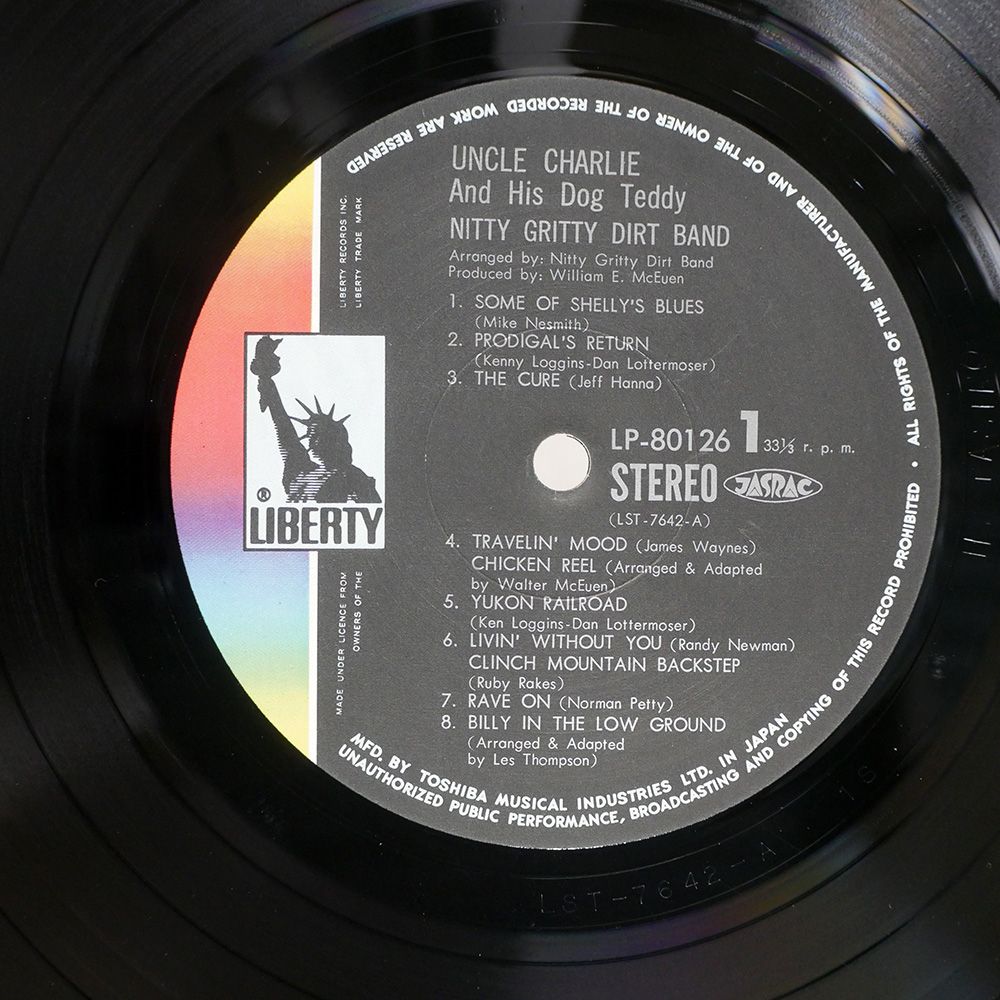 UNCLE CHARLIE
And His Dog Teddy
NITTY GRITTY DIRT BAND
Arranged by: Nitty Gritty Dirt Band
Produced by: William E. McEuen
1. SOME OF SHELLY'S BLUES
(Mike Nesmith)
2. PRODIGAL'S RETURN
(Kenny Loggins-Dan Lottermoser)
3. THE CURE (Jeff Hanna)
LP-80126 1 33⅓ r. p. m.
STEREO JASRAC
(LST-7642-A)
4. TRAVELIN' MOOD (James Waynes)
CHICKEN REEL (Arranged & Adapted
by Walter McEuen)
5. YUKON RAILROAD
(Ken Loggins-Dan Lottermoser)
6. LIVIN' WITHOUT YOU (Randy Newman)
CLINCH MOUNTAIN BACKSTEP
(Ruby Rakes)
7. RAVE ON (Norman Petty)
8. BILLY IN THE LOW GROUND
(Arranged & Adapted
by Les Thompson)
®
LIBERTY
LIBERTY RECORDS INC.
LIBERTY TRADE MARK
MADE UNDER LICENCE FROM
OWNERS OF THE
MFD. BY TOSHIBA MUSICAL INDUSTRIES LTD. IN JAPAN
UNAUTHORIZED PUBLIC PERFORMANCE, BROADCASTING AND COPYING OF THIS RECORD PROHIBITED • ALL RIGHTS OF THE MANUFACTURER AND OF THE OWNER OF THE RECORDED WORK ARE RESERVED
LST-7642-A 1S